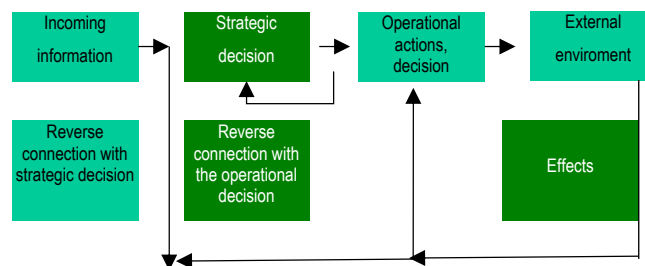 Incoming
information
Strategic
decision
Operational
actions,
decision
External
enviroment
Reverse
connection with
strategic decision
Reverse
connection with
the operational
decision
Effects